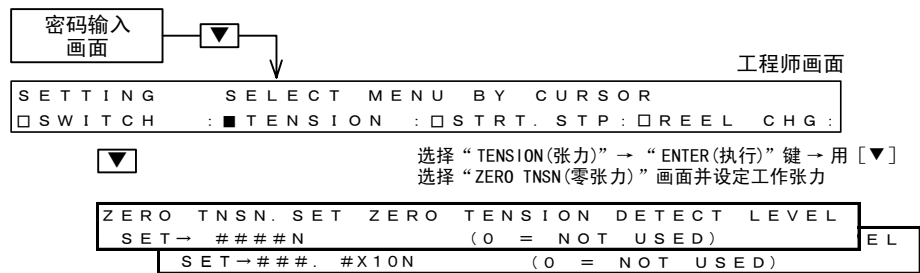 密码输入
画面
▼
工程师画面
SETTING SELECT MENU BY CURSOR
□SWITCH :■TENSION :□STRT.STP:□REEL CHG:
▼
选择“TENSION(张力)”→“ENTER(执行)”键→用［▼］
选择“ZERO TNSN(零张力)”画面并设定工作张力
ZERO TNSN.SET ZERO TENSION DETECT LEVEL
SET→ ####N (0 = NOT USED)
EL
SET→###.#X10N (0 = NOT USED)